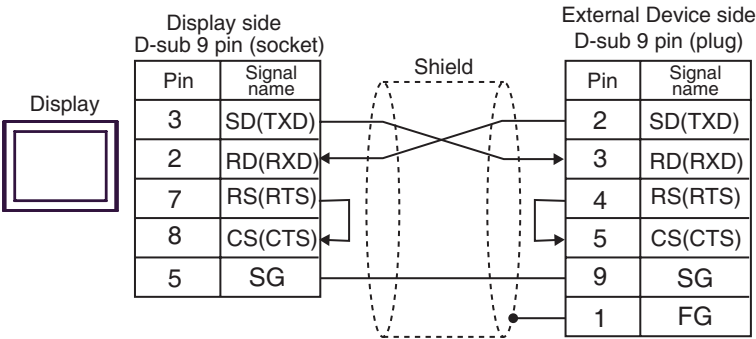 Display side
D-sub 9 pin (socket)
External Device side
D-sub 9 pin (plug)
Display
Shield
Pin Signal name
3 SD(TXD)
2 RD(RXD)
7 RS(RTS)
8 CS(CTS)
5 SG
Pin Signal name
2 SD(TXD)
3 RD(RXD)
4 RS(RTS)
5 CS(CTS)
9 SG
1 FG